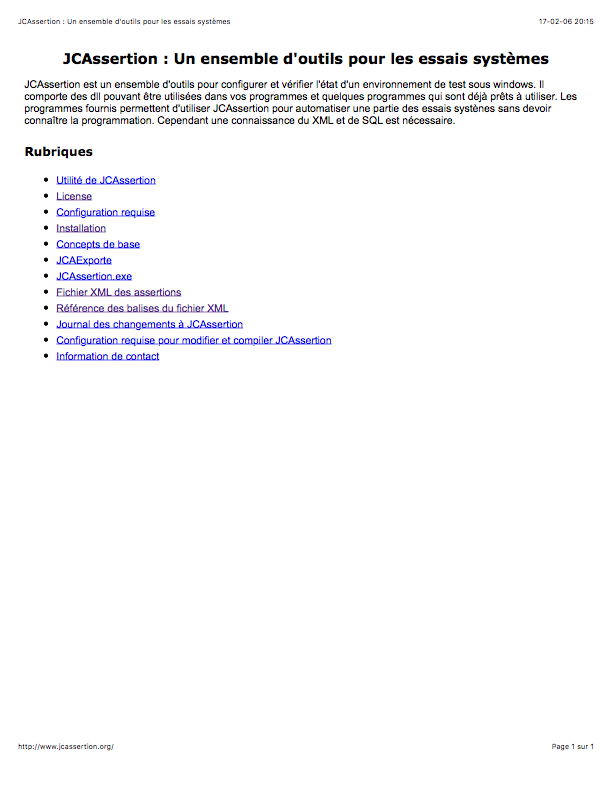 JCAssertion : Un ensemble d'outils pour les essais systèmes 17-02-06 20:15
JCAssertion : Un ensemble d'outils pour les essais systèmes
JCAssertion est un ensemble d'outils pour configurer et vérifier l'état d'un environnement de test sous windows. Il
comporte des dll pouvant être utilisées dans vos programmes et quelques programmes qui sont déjà prêts à utiliser. Les
programmes fournis permettent d'utiliser JCAssertion pour automatiser une partie des essais systènes sans devoir
connaître la programmation. Cependant une connaissance du XML et de SQL est nécessaire.
Rubriques
Utilité de JCAssertion
License
Configuration requise
Installation
Concepts de base
JCAExporte
JCAssertion.exe
Fichier XML des assertions
Référence des balises du fichier XML
Journal des changements à JCAssertion
Configuration requise pour modifier et compiler JCAssertion
Information de contact
http://www.jcassertion.org/ Page 1 sur 1